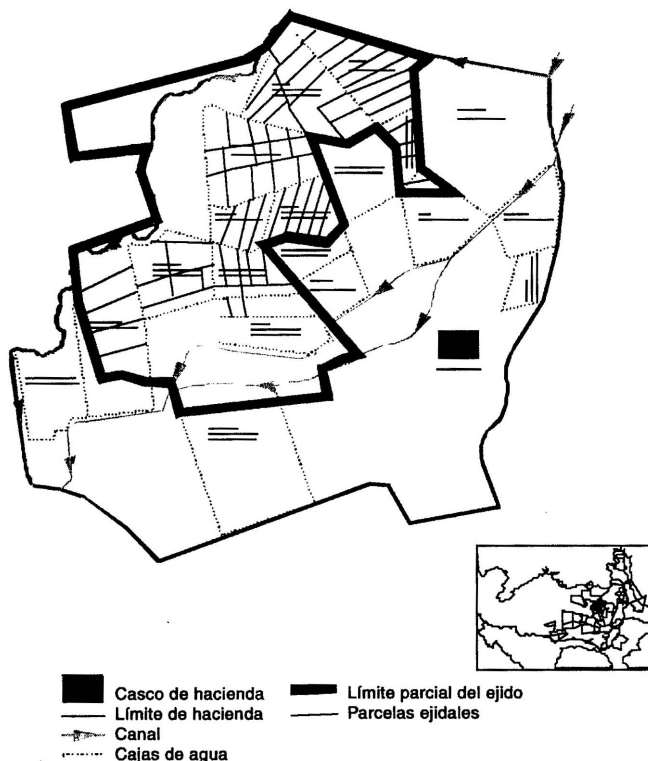 Casco de hacienda
Límite de hacienda
Canal
Cajas de agua
Límite parcial del ejido
Parcelas ejidales